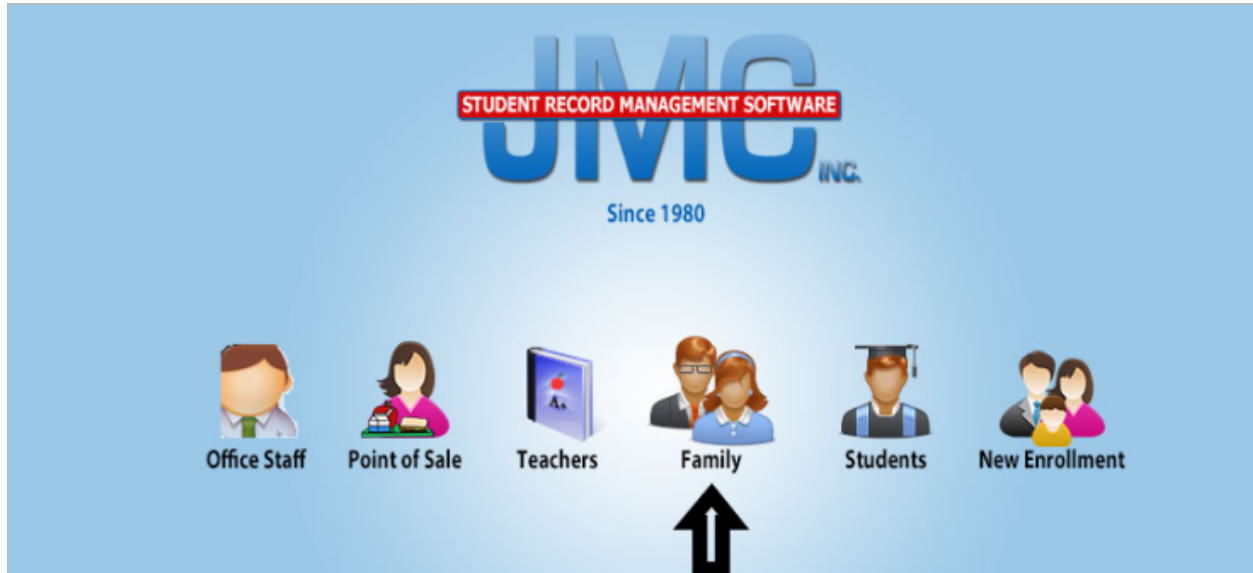 JMC
STUDENT RECORD MANAGEMENT SOFTWARE
INC.
Since 1980
A+
Office Staff Point of Sale Teachers Family Students New Enrollment